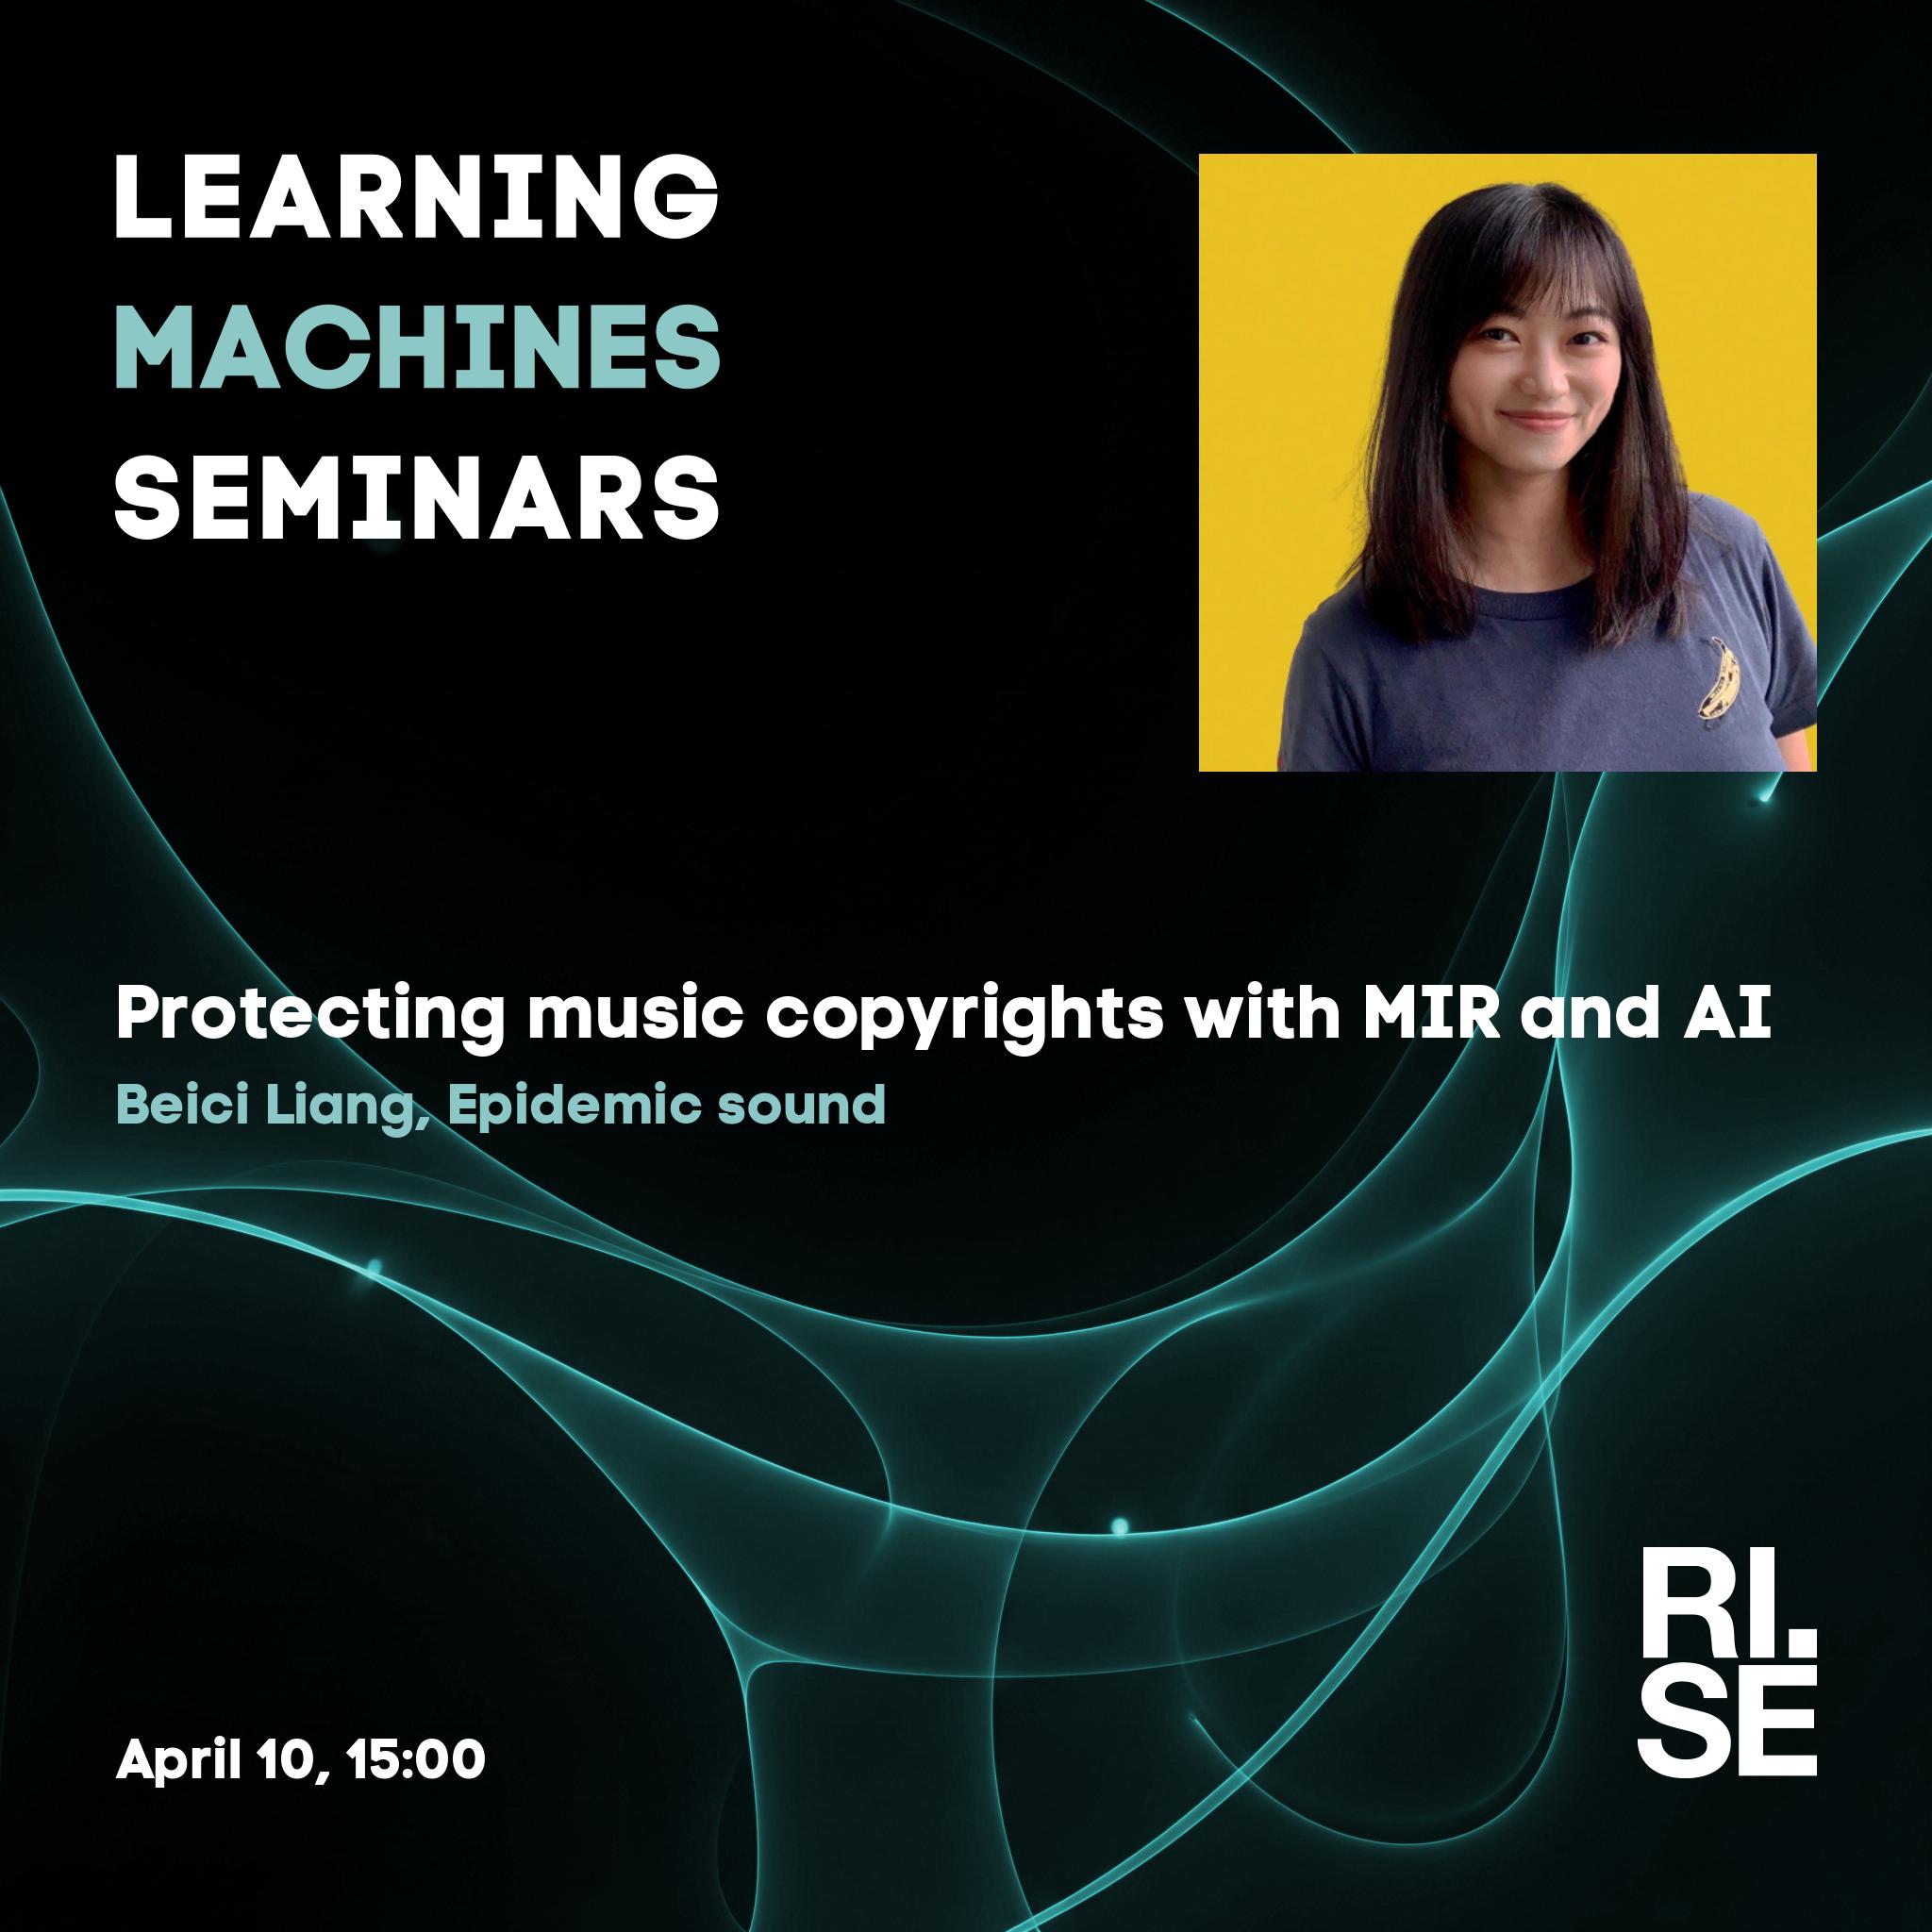 LEARNING
MACHINES
SEMINARS
Protecting music copyrights with MIR and AI
Beici Liang, Epidemic sound
April 10, 15:00
RI.
SE